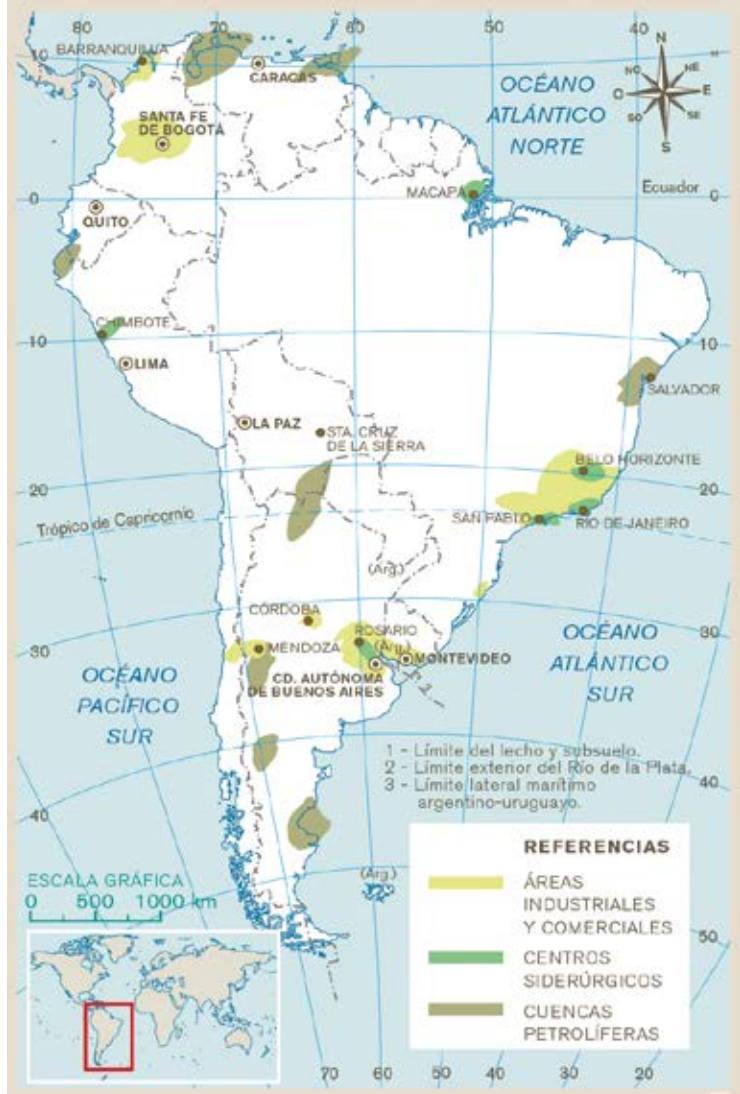 80
70
60
50
40
10
10
BARRANQUILLA
CARACAS
OCÉANO
ATLÁNTICO
NORTE
N
NO
NE
O
E
SO
SE
S
SANTA FE
DE BOGOTÁ
MACAPA
Ecuador
0
0
QUITO
CHIMBOTE
10
10
LIMA
SALVADOR
LA PAZ
STA. CRUZ
DE LA SIERRA
BELO HORIZONTE
20
20
Trópico de Capricornio
SAN PABLO
RÍO DE JANEIRO
(Arg.)
CÓRDOBA
ROSARIO
30
30
MENDOZA
MONTEVIDEO
CD. AUTÓNOMA
DE BUENOS AIRES
OCÉANO
ATLÁNTICO
SUR
OCÉANO
PACÍFICO
SUR
1 - Límite del lecho y subsuelo.
2 - Límite exterior del Río de la Plata.
3 - Límite lateral marítimo
argentino-uruguayo.
40
40
(Arg.)
REFERENCIAS
ÁREAS
INDUSTRIALES
Y COMERCIALES
CENTROS
SIDERÚRGICOS
CUENCAS
PETROLÍFERAS
ESCALA GRÁFICA
0 500 1000 km
50
70
60
50
40
30
20